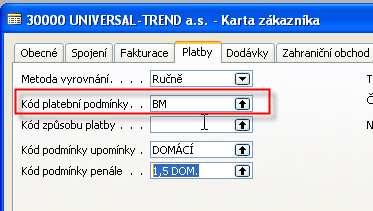 30000 UNIVERSAL-TREND a.s. - Karta zákazníka
Obecné Spojení Fakturace Platby Dodávky Zahraniční obchod
Metoda vyrovnání. . . . Ručně T
Kód platební podmínky. . BM Č
Kód způsobu platby . . . N
Kód podmínky upomínky . DOMÁCÍ
Kód podmínky penále . . 1,5 DOM.